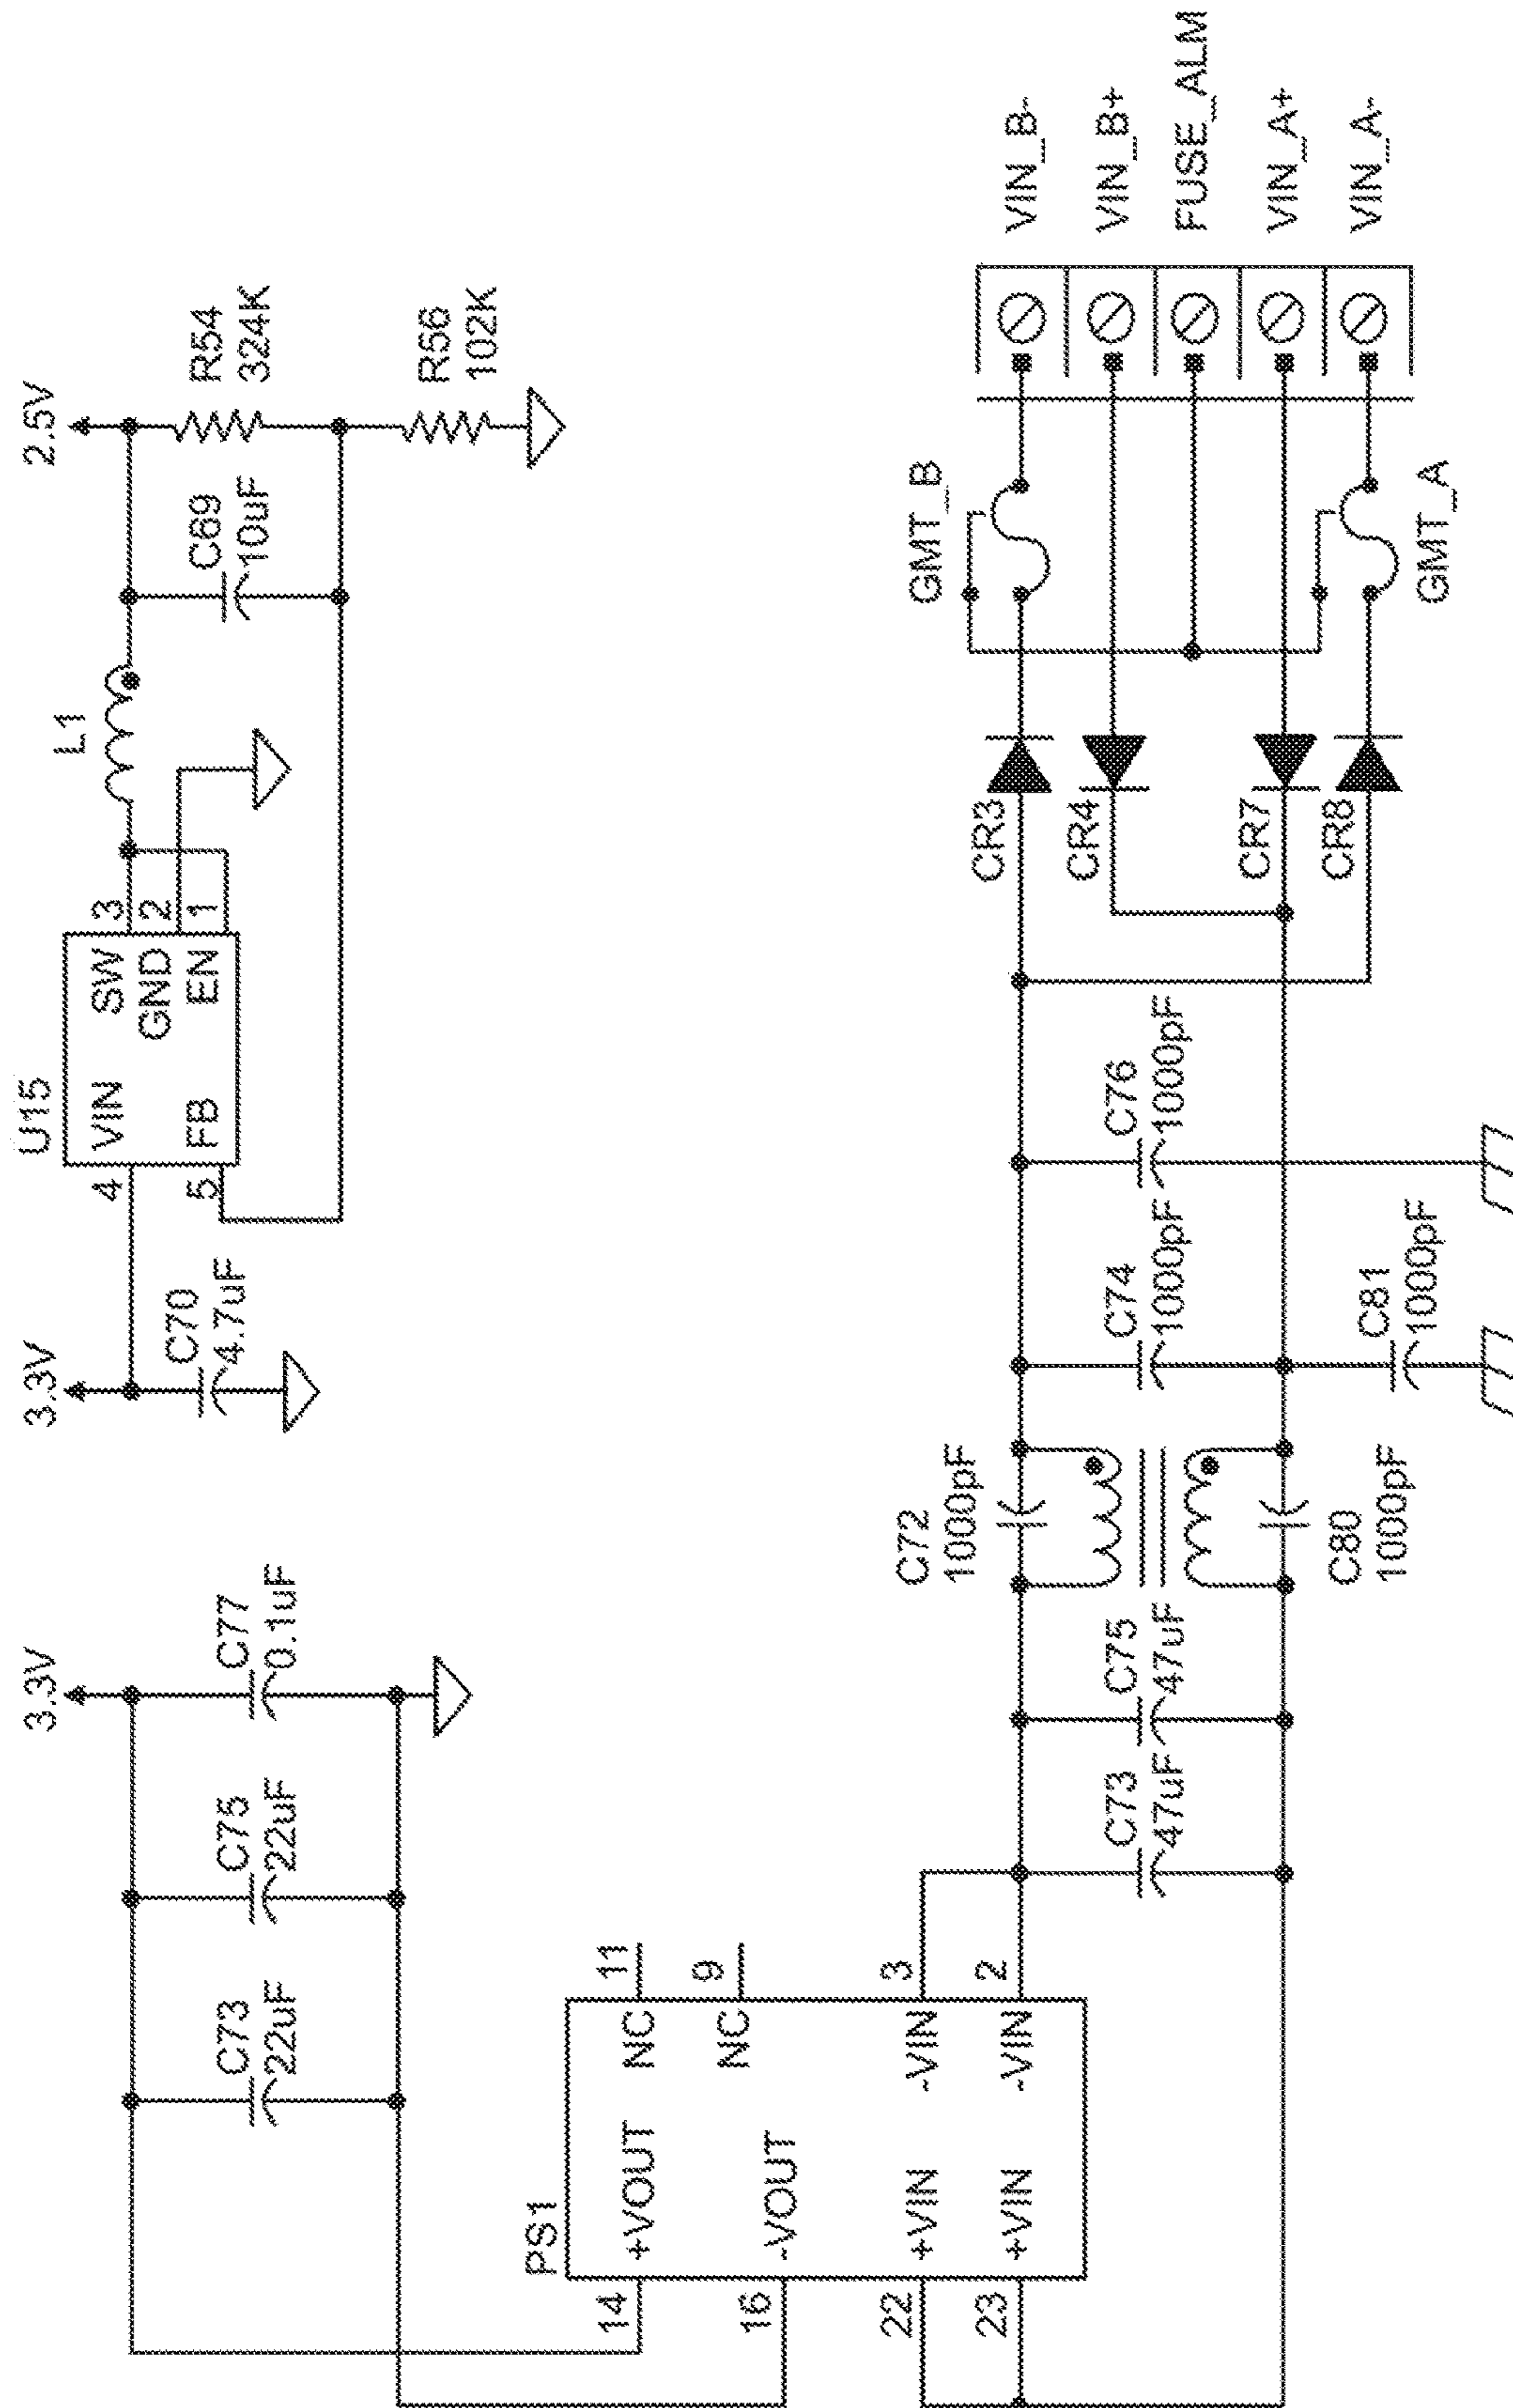 3.3V
C73
22uF
C75
22uF
C77
0.1uF
3.3V
C70
4.7uF
U15
4
VIN
SW
3
GND
2
5
FB
EN
1
L1
C69
10uF
2.5V
R54
324K
R56
102K
PS1
14
+VOUT
NC
11
16
-VOUT
NC
9
22
+VIN
-VIN
3
23
+VIN
-VIN
2
C73
47uF
C75
47uF
C72
1000pF
C80
1000pF
C74
1000pF
C81
1000pF
C76
1000pF
CR3
CR4
CR7
CR8
GMT_B
GMT_A
VIN_B-
VIN_B+
FUSE_ALM
VIN_A+
VIN_A-